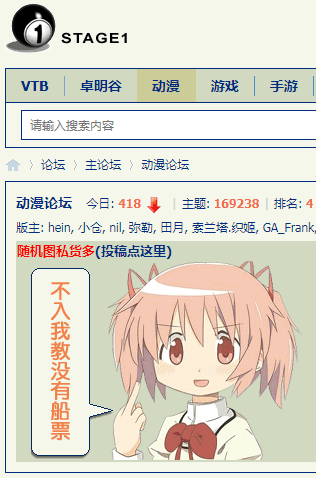 1 STAGE1
VTB 卓明谷 动漫 游戏 手游
请输入搜索内容
论坛 主论坛 动漫论坛
动漫论坛 今日: 418 | 主题: 169238 | 排名: 4
版主: hein, 小仓, nil, 弥勒, 田月, 素兰塔.织姬, GA_Frank,
随机图私货多(投稿点这里)
不入我教没有船票